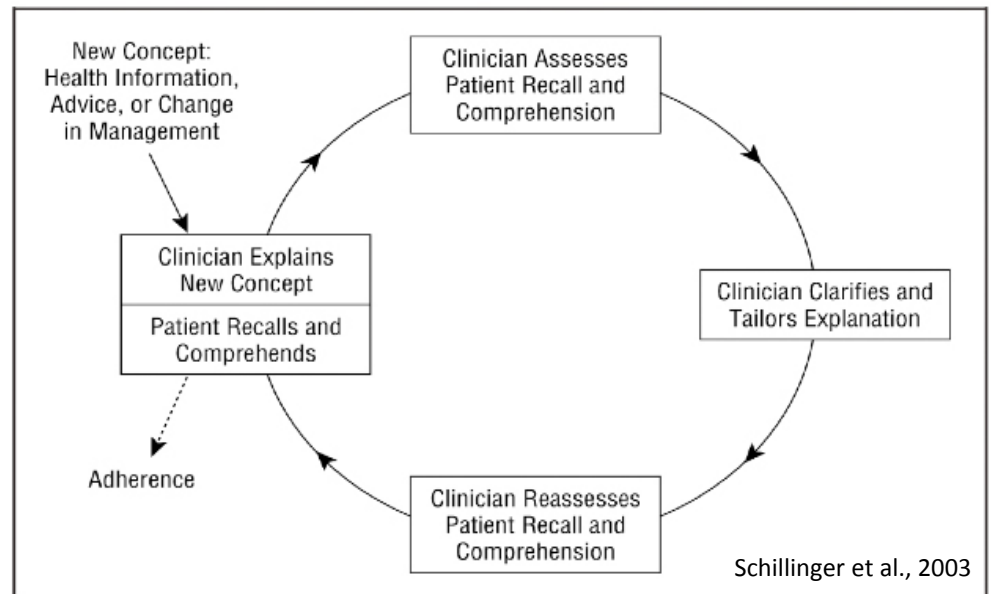 New Concept:
Health Information,
Advice, or Change
in Management
Clinician Assesses
Patient Recall and
Comprehension
Clinician Explains
New Concept
Patient Recalls and
Comprehends
Clinician Clarifies and
Tailors Explanation
Adherence
Clinician Reassesses
Patient Recall and
Comprehension
Schillinger et al., 2003